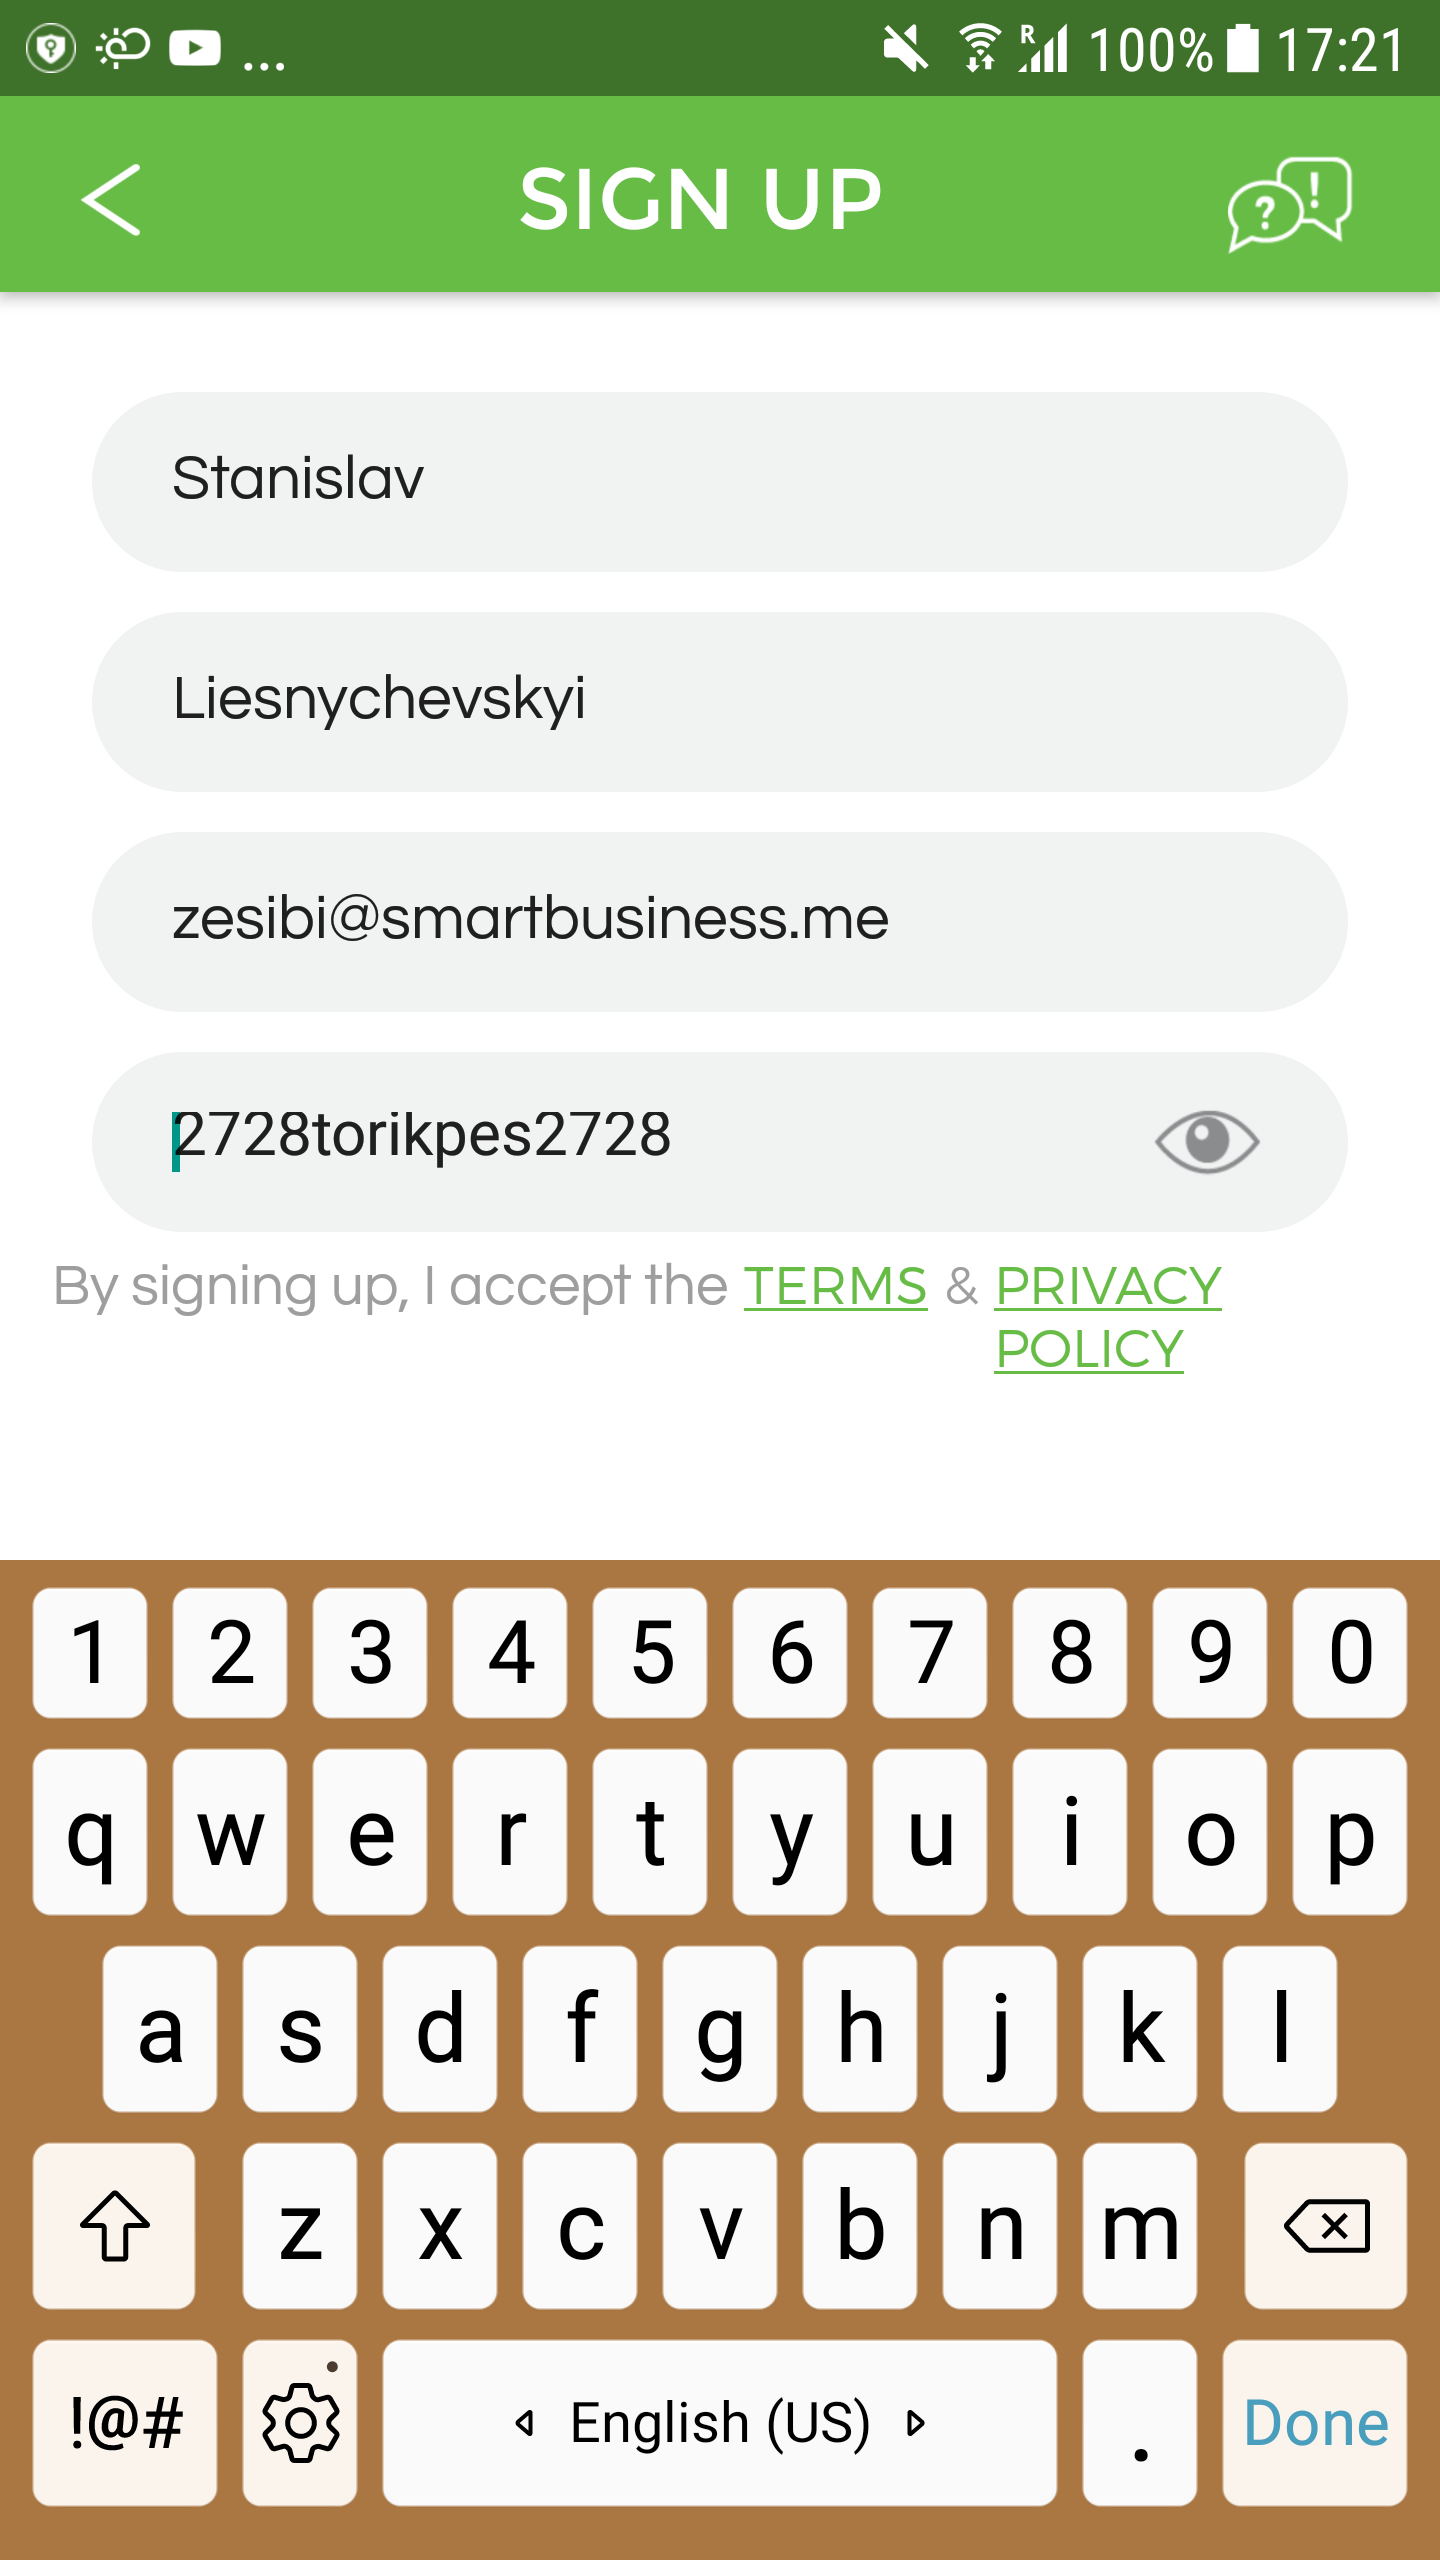 ... R 100% 17:21
SIGN UP
? !
Stanislav
Liesnychevskyi
zesibi@smartbusiness.me
2728torikpes2728
By signing up, I accept the TERMS & PRIVACY
POLICY
1 2 3 4 5 6 7 8 9 0
q w e r t y u i o p
a s d f g h j k l
z x c v b n m
!@# English (US) . Done